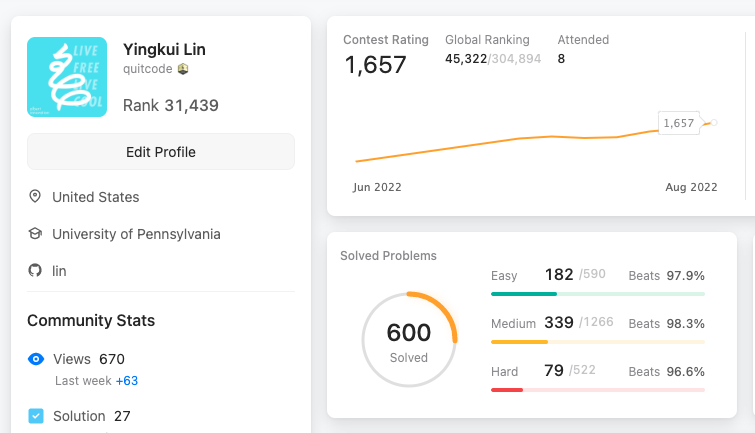 LIVE
FREE
LIVE
COOL
Yingkui Lin
quitcode
Rank 31,439
Edit Profile
United States
University of Pennsylvania
lin
Community Stats
Views 670
Last week +63
Solution 27
Contest Rating
1,657
Global Ranking
45,322/304,894
Attended
8
1,657
Jun 2022
Aug 2022
Solved Problems
600
Solved
Easy 182 /590 Beats 97.9%
Medium 339 /1266 Beats 98.3%
Hard 79 /522 Beats 96.6%